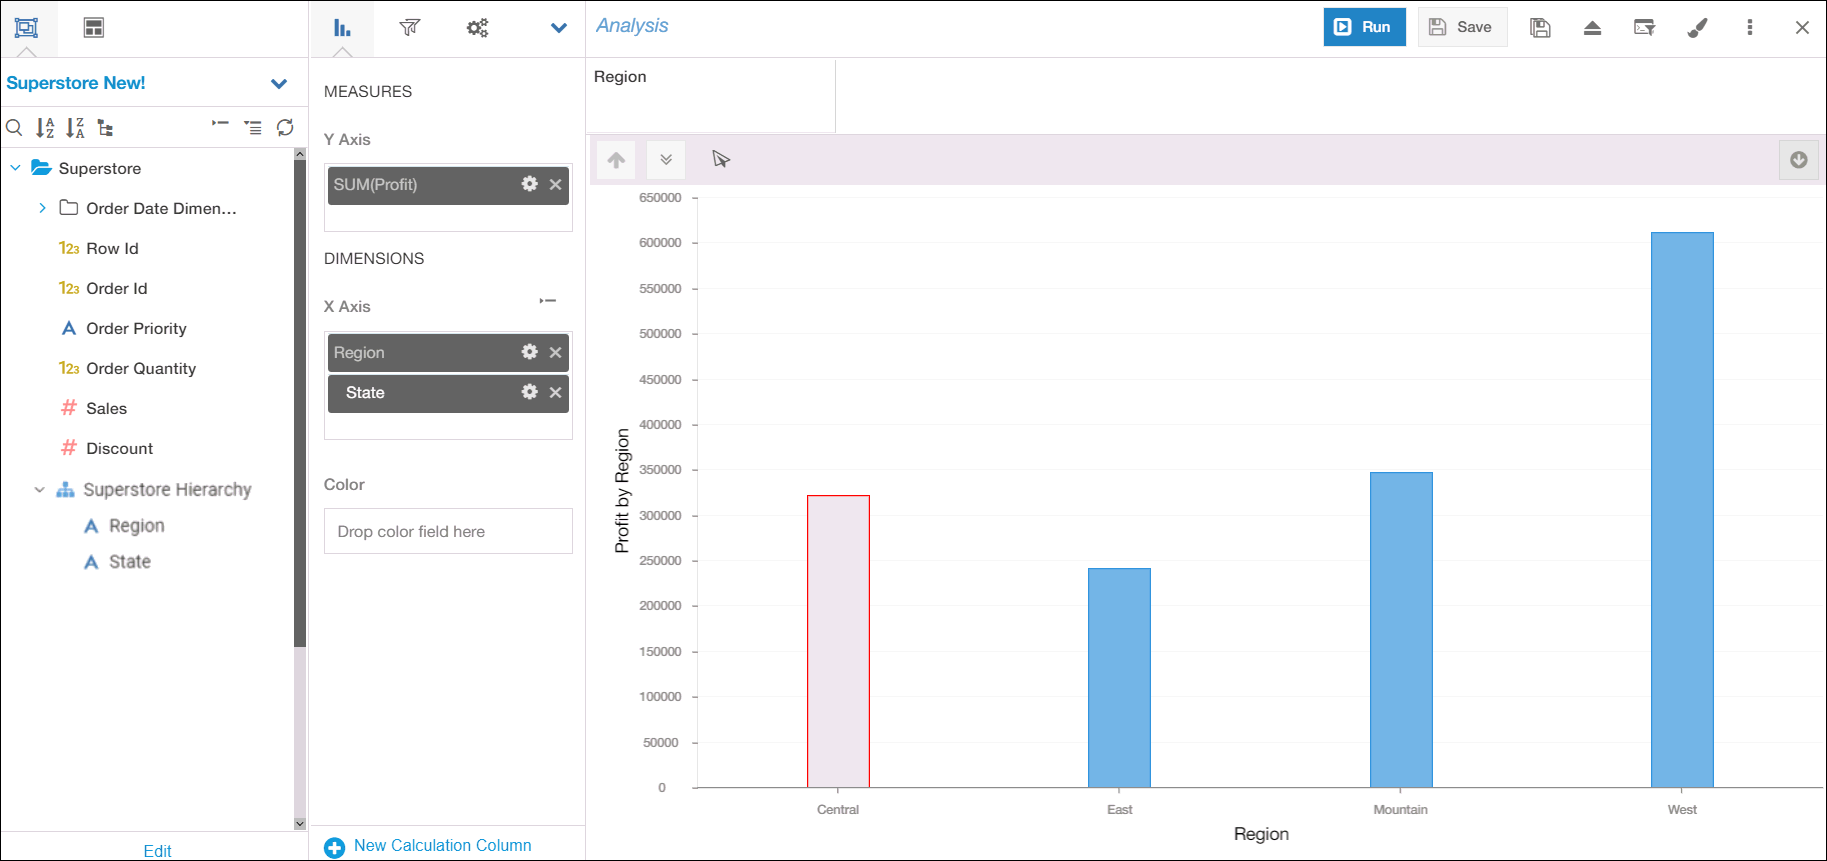 Superstore New!
A
Z
Z
A
Superstore
Order Date Dimen...
123 Row Id
123 Order Id
A Order Priority
123 Order Quantity
# Sales
# Discount
Superstore Hierarchy
A Region
A State
Edit
MEASURES
Y Axis
SUM(Profit)
DIMENSIONS
X Axis
Region
State
Color
Drop color field here
New Calculation Column
Analysis
Run
Save
Region
650000
600000
550000
500000
450000
400000
350000
300000
250000
200000
150000
100000
50000
0
Profit by Region
Central
East
Mountain
West
Region